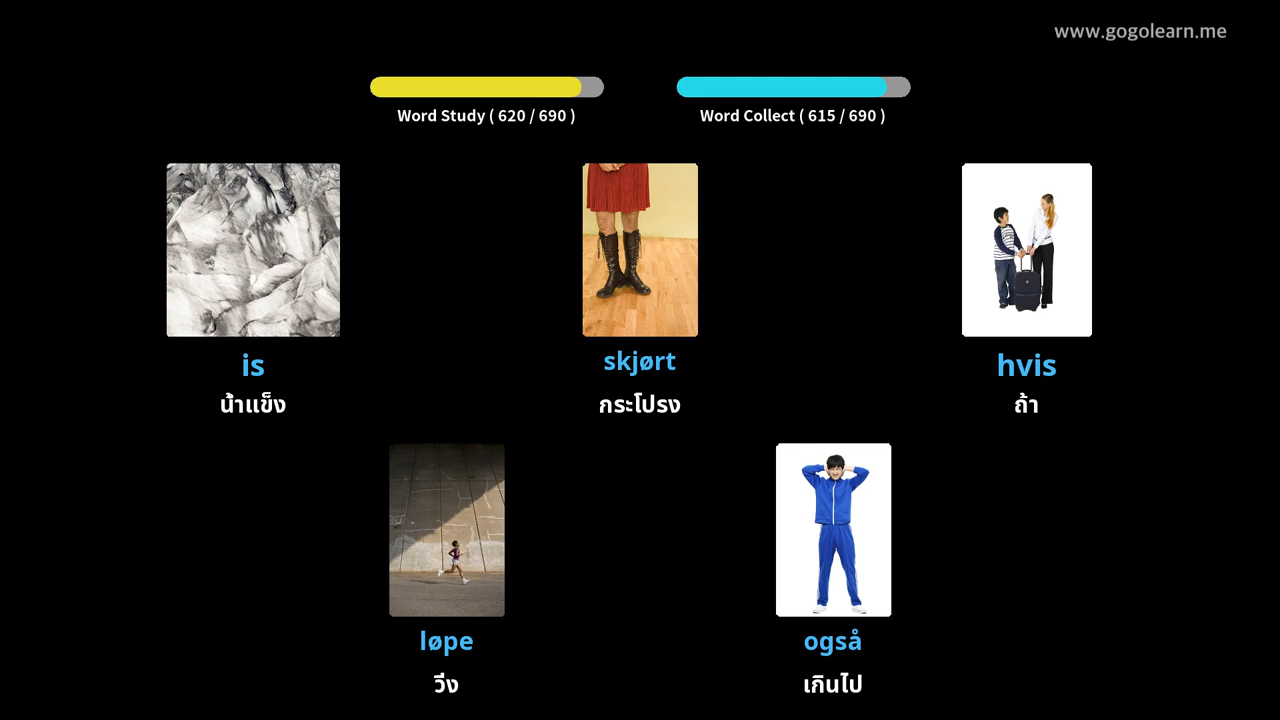 www.gogolearn.me
Word Study ( 620 / 690 )
Word Collect ( 615 / 690 )
is
น้ำแข็ง
skjørt
กระโปรง
hvis
ถ้า
løpe
วิ่ง
også
เกินไป